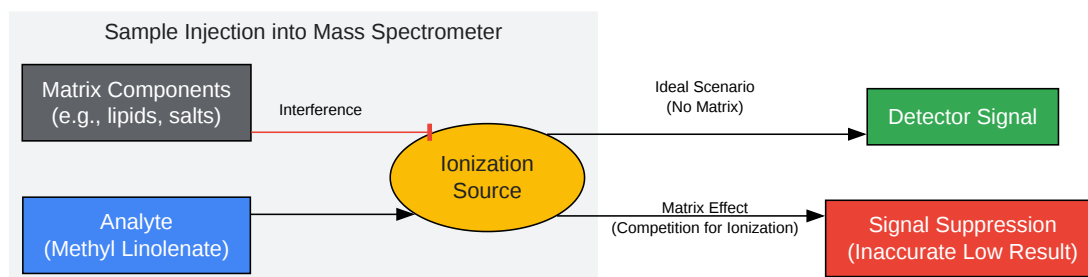 Sample Injection into Mass Spectrometer
Matrix Components
(e.g., lipids, salts)
Interference
Ionization
Source
Analyte
(Methyl Linolenate)
Ideal Scenario
(No Matrix)
Detector Signal
Matrix Effect
(Competition for Ionization)
Signal Suppression
(Inaccurate Low Result)